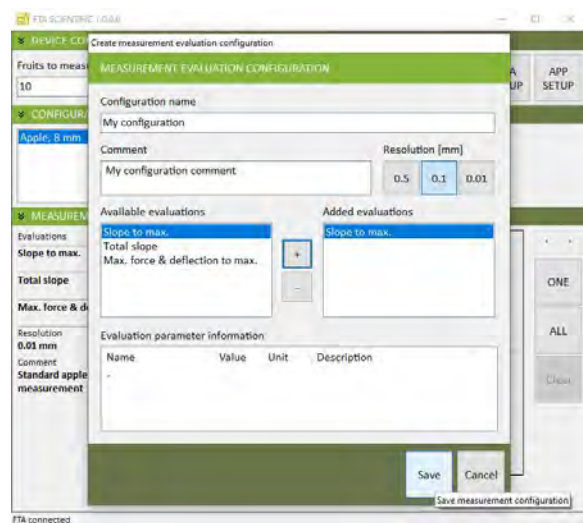 FTA SCIENTIFIC 1.0.0.0
DEVICE CO
Create measurement evaluation configuration
Fruits to meas
10
MEASUREMENT EVALUATION CONFIGURATION
A
UP
APP
SETUP
CONFIGUR
Apple, 8 mm
Configuration name
My configuration
Comment
My configuration comment
Resolution [mm]
0.5 0.1 0.01
MEASUREM
Evaluations
Slope to max.
Total slope
Max. force & d
Resolution
0.01 mm
Comment
Standard apple
measurement
Available evaluations
Slope to max.
Total slope
Max. force & deflection to max.
+
-
Added evaluations
Slope to max.
ONE
ALL
Clear
Evaluation parameter information
Name Value Unit Description
-
Save Cancel
Save measurement configuration
FTA connected